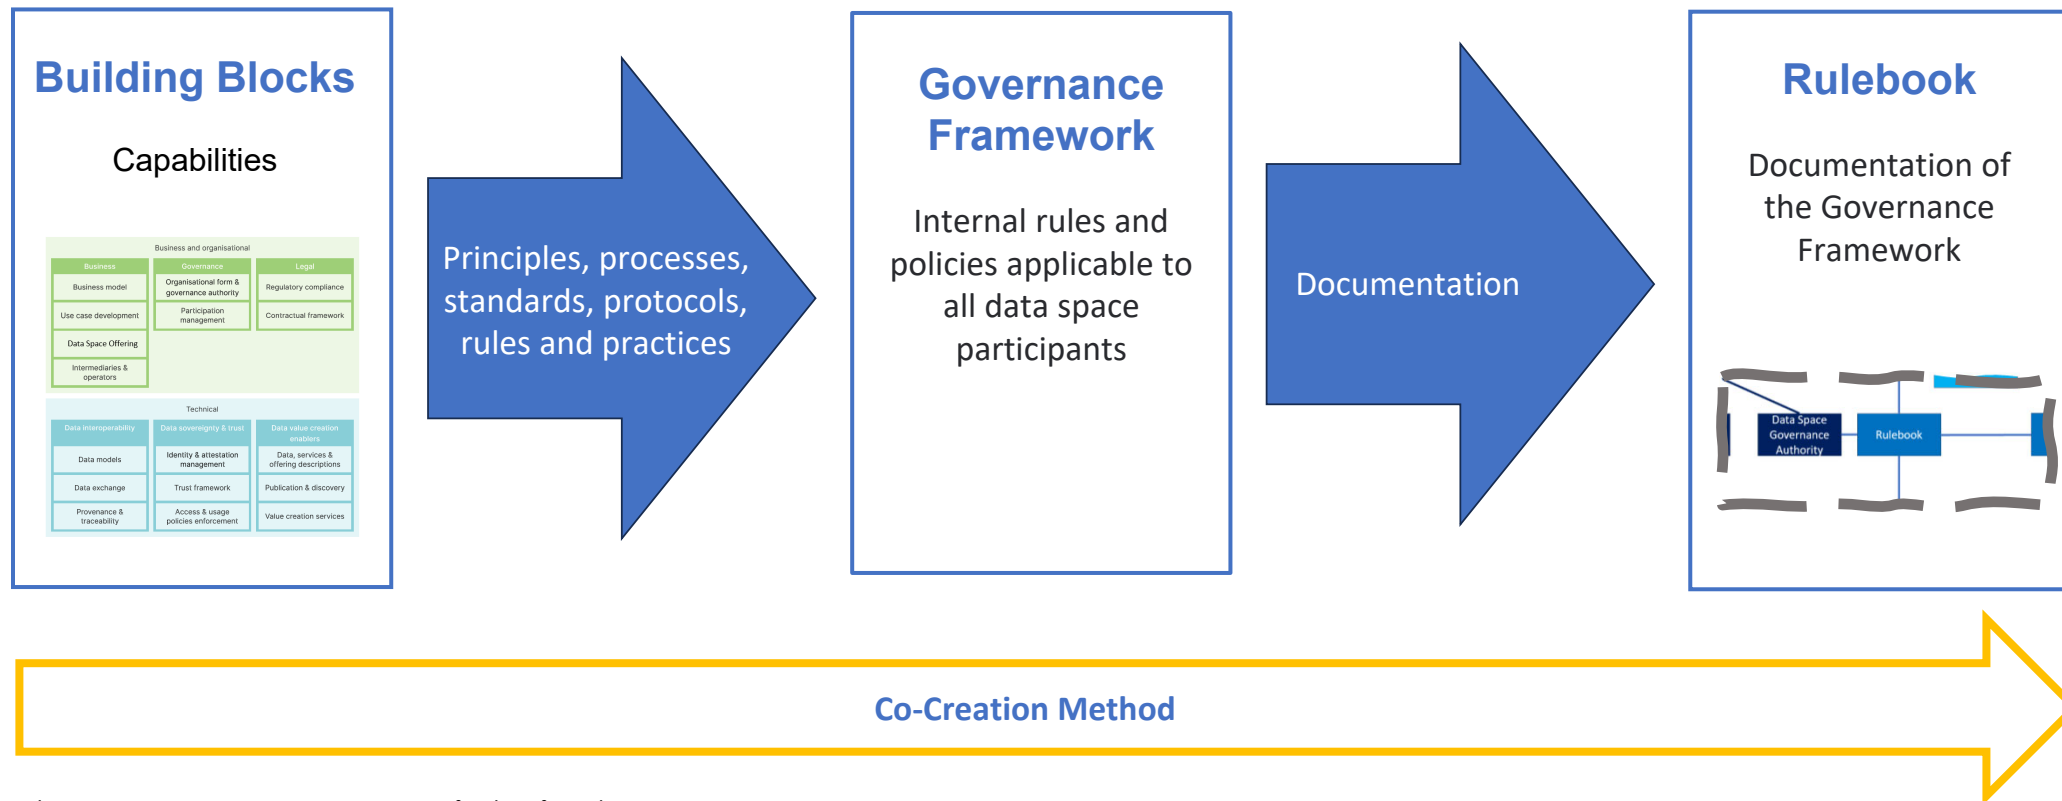 Building Blocks
Capabilities
Business and organisational
Business
Governance
Legal
Business model
Organisational form &
governance authority
Regulatory compliance
Use case development
Participation
management
Contractual framework
Data Space Offering
Intermediaries &
operators
Technical
Data interoperability
Data sovereignty & trust
Data value creation
enablers
Data models
Identity & attestation
management
Data, services &
offering descriptions
Data exchange
Trust framework
Publication & discovery
Provenance &
traceability
Access & usage
policies enforcement
Value creation services
Principles, processes,
standards, protocols,
rules and practices
Governance
Framework
Internal rules and
policies applicable to
all data space
participants
Documentation
Rulebook
Documentation of
the Governance
Framework
Data Space
Governance
Authority
Rulebook
Co-Creation Method